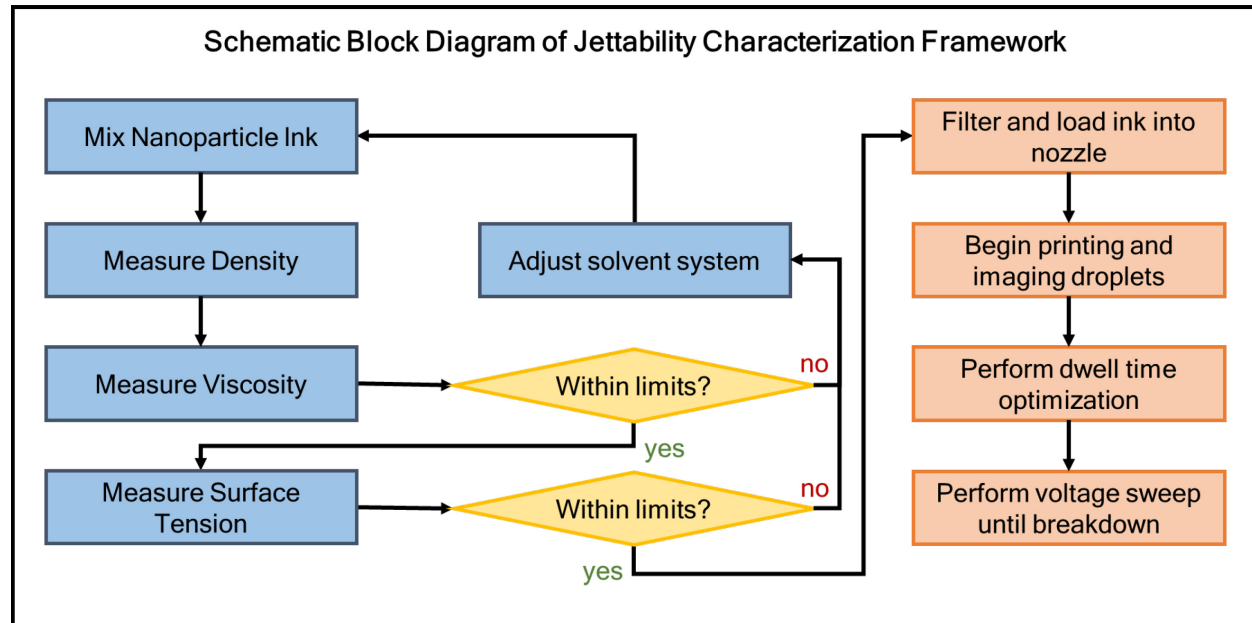 Schematic Block Diagram of Jettability Characterization Framework
Mix Nanoparticle Ink
Measure Density
Adjust solvent system
Measure Viscosity
Within limits?
no
yes
Measure Surface
Tension
Within limits?
no
yes
Filter and load ink into
nozzle
Begin printing and
imaging droplets
Perform dwell time
optimization
Perform voltage sweep
until breakdown